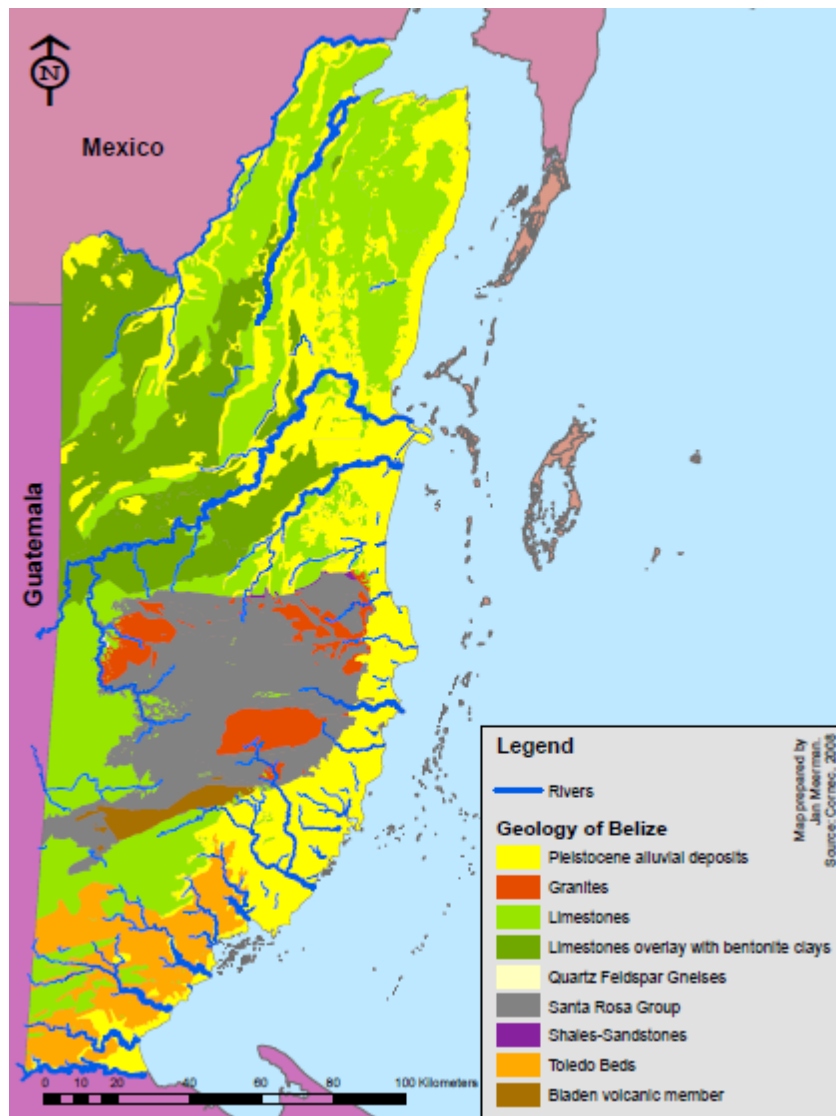 N
Mexico
Guatemala
Legend
Rivers
Geology of Belize
Pleistocene alluvial deposits
Granites
Limestones
Limestones overlay with bentonite clays
Quartz Feldspar Gneises
Santa Rosa Group
Shales-Sandstones
Toledo Beds
Bladen volcanic member
Map prepared by
Jan Meerman.
Source: Cornec, 2008
0 10 20 40 60 80 100 Kilometers